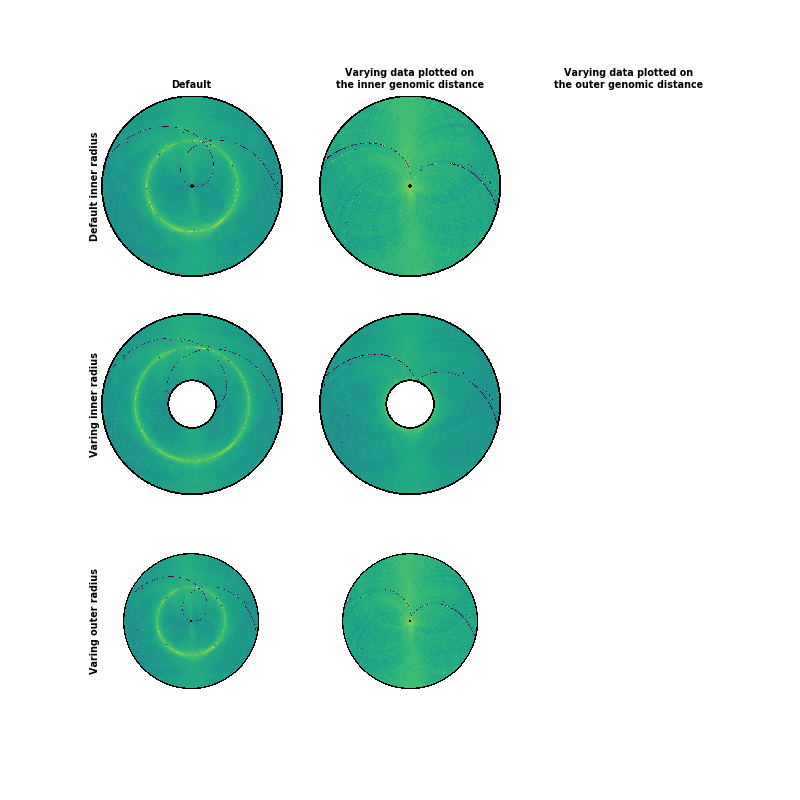 Default
Varying data plotted on
the inner genomic distance
Varying data plotted on
the outer genomic distance
Default inner radius
Varing inner radius
Varing outer radius